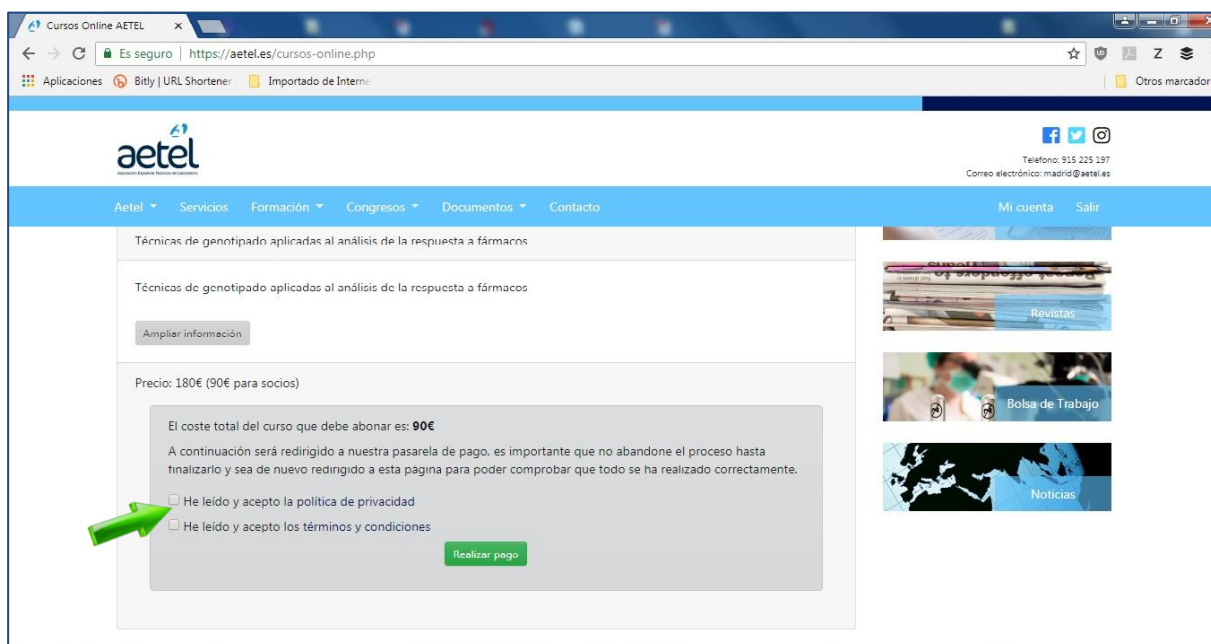 Cursos Online AETEL
Es seguro | https://aetel.es/cursos-online.php
Z
Aplicaciones
Bitly | URL Shortener
Importado de Interne
Otros marcador
aetel
Asociación Española Técnicos de Laboratorio
Teléfono: 915 225 197
Correo electrónico: madrid@aetel.es
Aetel Servicios Formación Congresos Documentos Contacto Mi cuenta Salir
Técnicas de genotipado aplicadas al análisis de la respuesta a fármacos
Técnicas de genotipado aplicadas al análisis de la respuesta a fármacos
Ampliar información
Precio: 180€ (90€ para socios)
El coste total del curso que debe abonar es: 90€
A continuación será redirigido a nuestra pasarela de pago, es importante que no abandone el proceso hasta
finalizarlo y sea de nuevo redirigido a esta página para poder comprobar que todo se ha realizado correctamente.
He leído y acepto la política de privacidad
He leído y acepto los términos y condiciones
Realizar pago
Revistas
Bolsa de Trabajo
Noticias